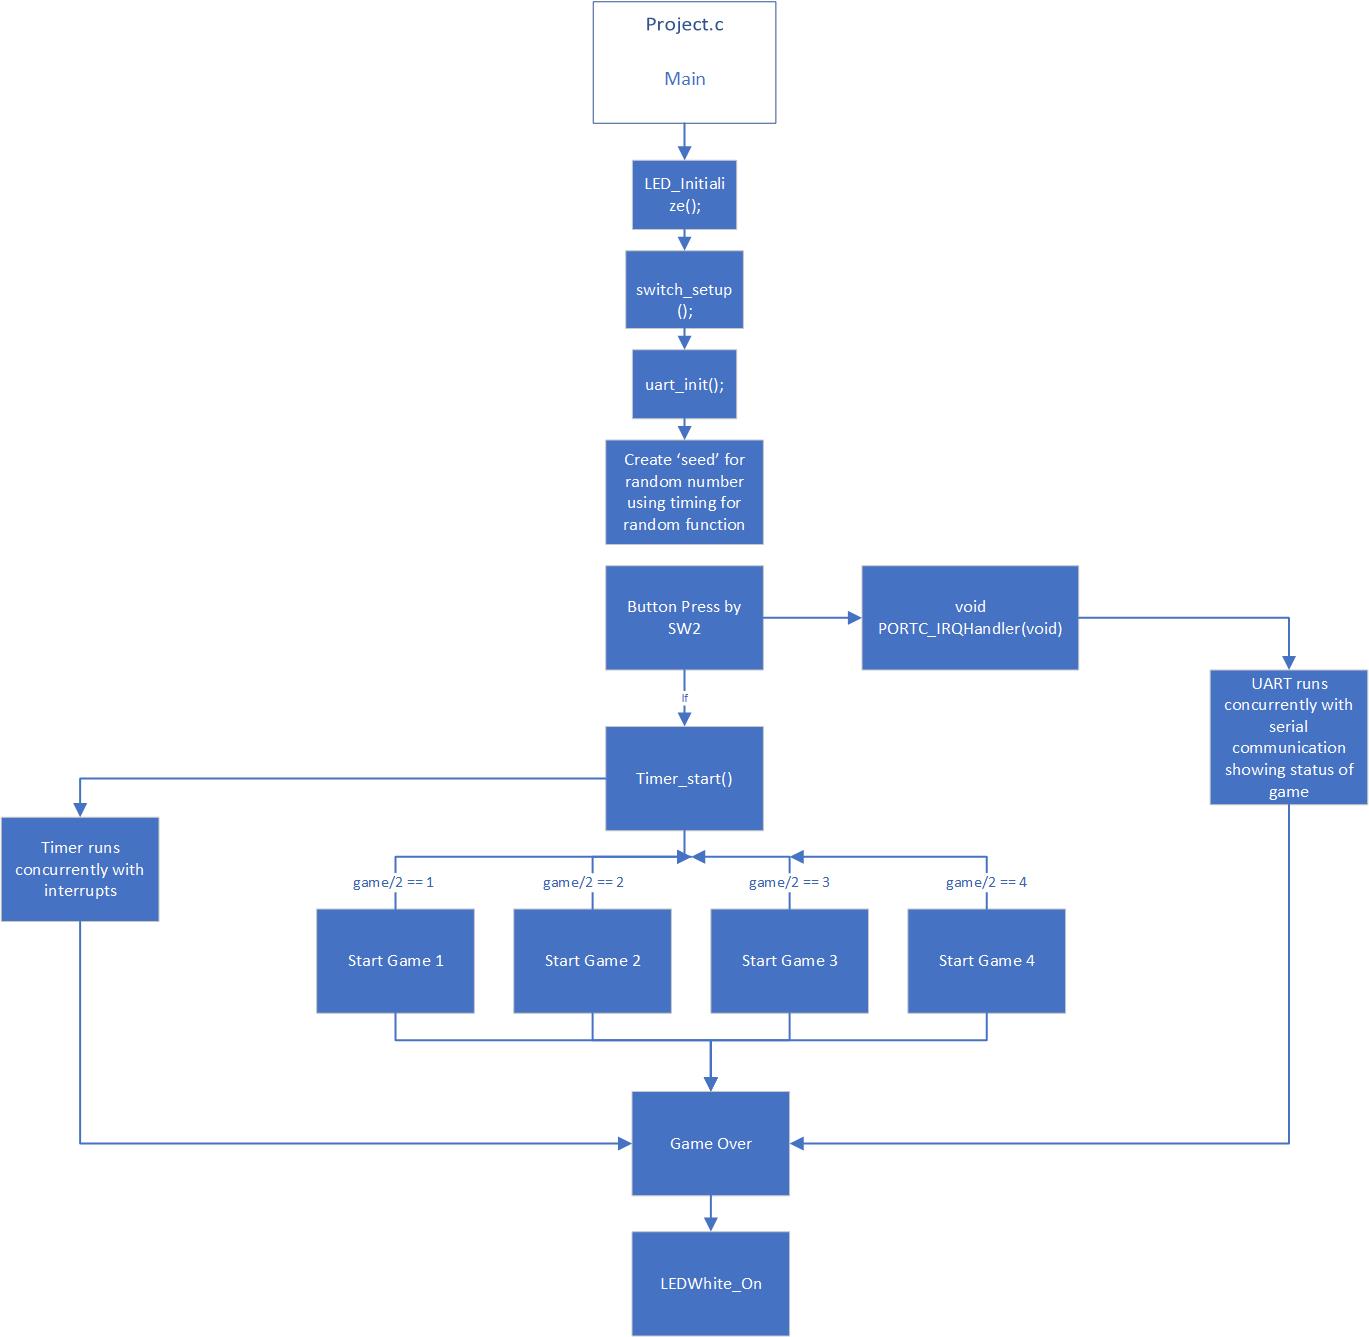 Project.c
Main
LED_Initiali
ze();
switch_setup
();
uart_init();
Create ‘seed’ for
random number
using timing for
random function
Button Press by
SW2
void
PORTC_IRQHandler(void)
If
UART runs
concurrently with
serial
communication
showing status of
game
Timer_start()
Timer runs
concurrently with
interrupts
game/2 == 1
game/2 == 2
game/2 == 3
game/2 == 4
Start Game 1
Start Game 2
Start Game 3
Start Game 4
Game Over
LEDWhite_On